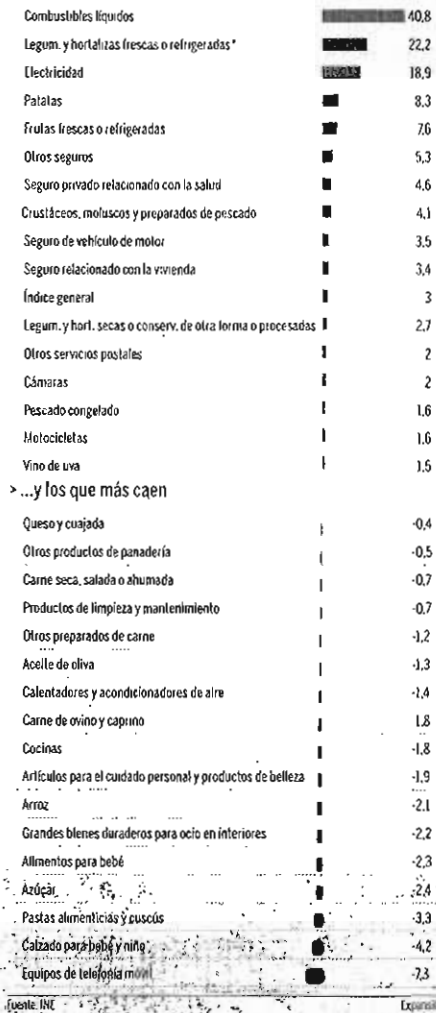 Combustibles líquidos 40,8
Legum. y hortalizas frescas o refrigeradas* 22,2
Electricidad 18,9
Patatas 8,3
Frutas frescas o refrigeradas 7,6
Otros seguros 5,3
Seguro privado relacionado con la salud 4,6
Crustáceos, moluscos y preparados de pescado 4,1
Seguro de vehículo de motor 3,5
Seguro relacionado con la vivienda 3,4
Índice general 3
Legum. y hort. secas o conserv. de otra forma o procesadas 2,7
Otros servicios postales 2
Cámaras 2
Pescado congelado 1,6
Motocicletas 1,6
Vino de uva 1,5
> ...y los que más caen
Queso y cuajada -0,4
Otros productos de panadería -0,5
Carne seca, salada o ahumada -0,7
Productos de limpieza y mantenimiento -0,7
Otros preparados de carne -1,2
Aceite de oliva -1,3
Calentadores y acondicionadores de aire -1,4
Carne de ovino y caprino 1,8
Cocinas -1,8
Artículos para el cuidado personal y productos de belleza -1,9
Arroz -2,1
Grandes bienes duraderos para ocio en interiores -2,2
Alimentos para bebé -2,3
Azúcar -2,4
Pastas alimenticias y cuscús -3,3
Calzado para bebé y niño -4,2
Equipos de telefonía móvil -7,3
Fuente: INE Expansi